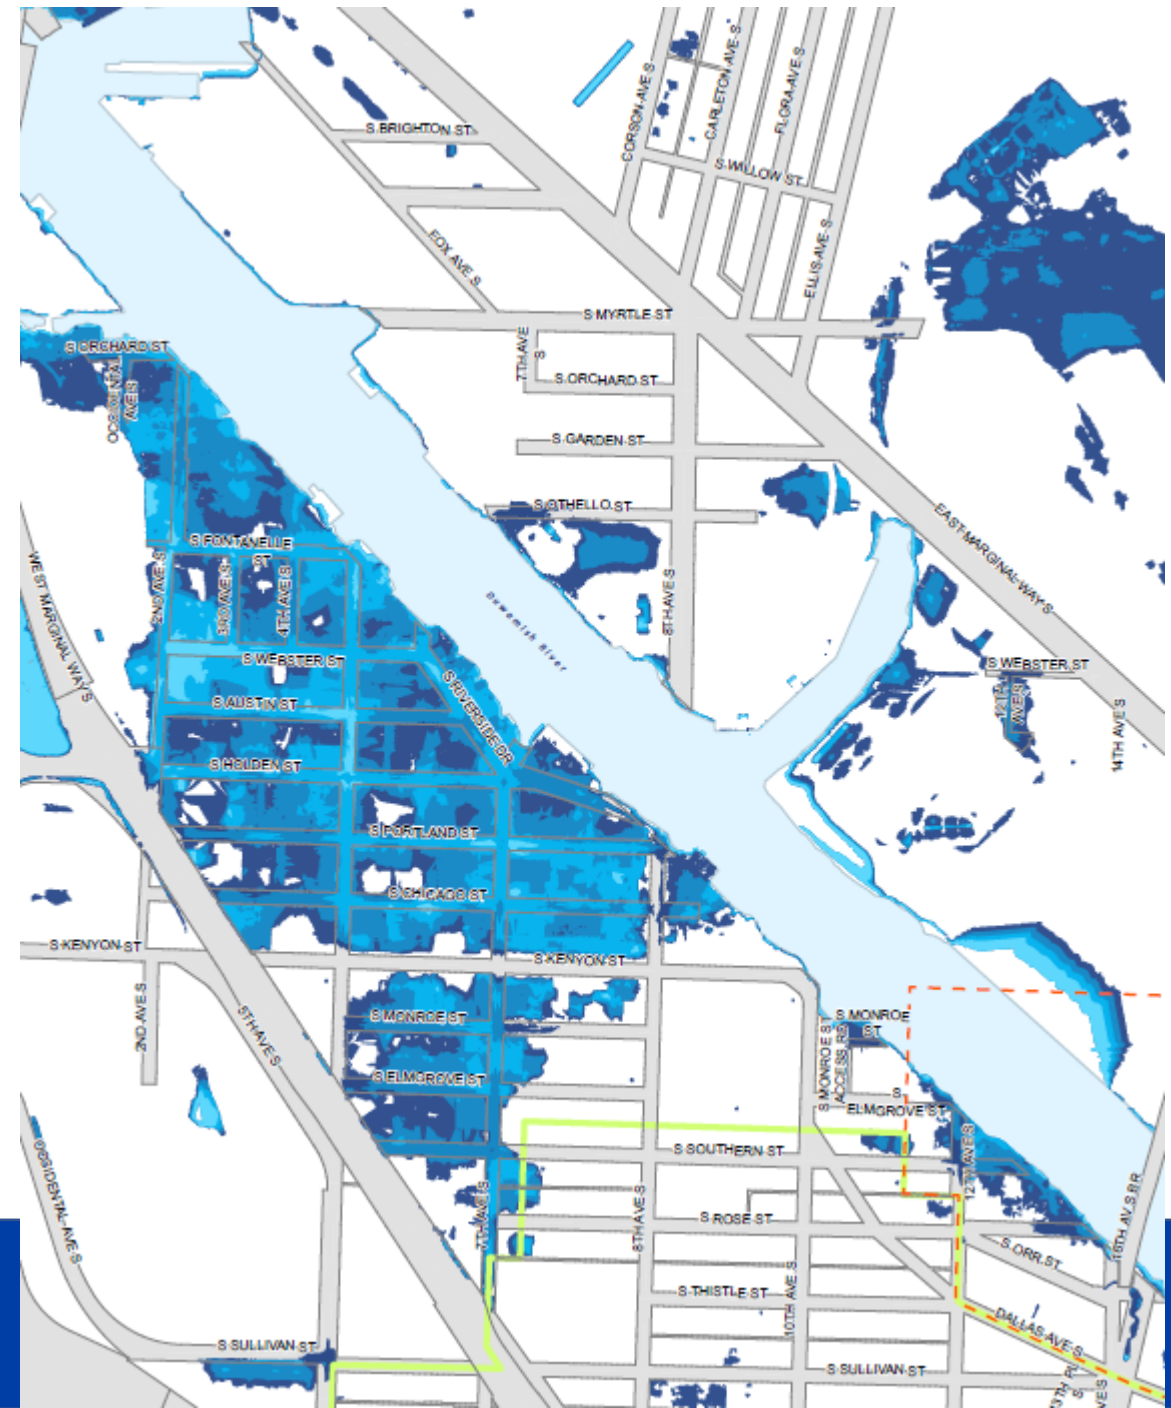 S BRIGHTON ST
CORSON AVE S
CARLETON AVE S
FLORA AVE S
S WILLOW ST
ELLIS AVE S
FOX AVE S
S MYRTLE ST
S ORCHARD ST
OCCIDENTAL
AVE S
7TH AVE
S
S ORCHARD ST
S GARDEN ST
S OTHELLO ST
EAST MARGINAL WAY S
S FONTANELLE
ST
WEST MARGINAL WAY S
2ND AVE S
3RD AVE S
4TH AVE S
8TH AVE S
Duwamish River
S WEBSTER ST
S WEBSTER ST
S RIVERSIDE DR
S AUSTIN ST
12TH
AVE S
14TH AVE S
S HOLDEN ST
S PORTLAND ST
S CHICAGO ST
S KENYON ST
S KENYON ST
2ND AVE S
5TH AVE S
S MONROE ST
S MONROE
ST
S MONROE ST
ACCESS RD
S ELMGROVE ST
S
ELMGROVE ST
OCCIDENTAL AVE S
S SOUTHERN ST
12TH AVE S
7TH AVE S
8TH AVE S
S ROSE ST
16TH AV S BR
S ORR ST
10TH AVE S
S THISTLE ST
DALLAS AVE S
S SULLIVAN ST
S SULLIVAN ST